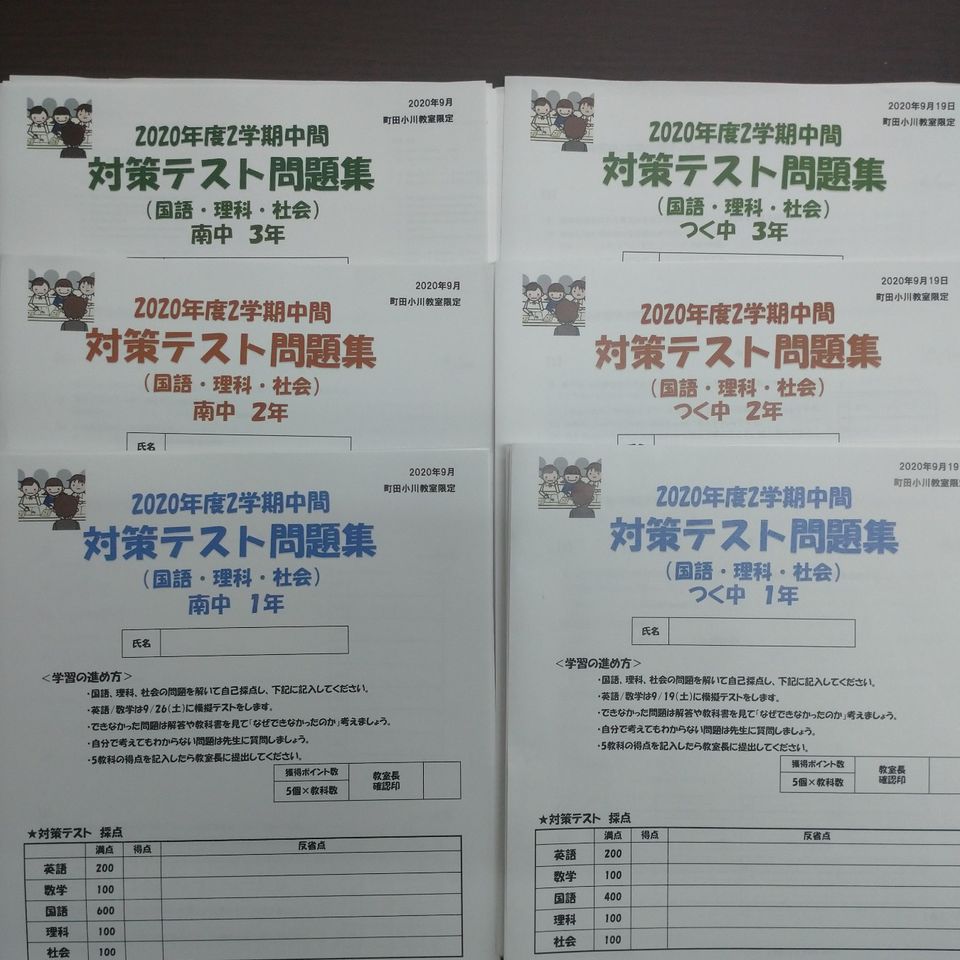 2020年9月
町田小川教室限定
2020年度2学期中間
対策テスト問題集
(国語・理科・社会)
南中 3年
2020年9月19日
町田小川教室限定
2020年度2学期中間
対策テスト問題集
(国語・理科・社会)
つく中 3年
2020年9月
町田小川教室限定
2020年度2学期中間
対策テスト問題集
(国語・理科・社会)
南中 2年
氏名
2020年9月19日
町田小川教室限定
2020年度2学期中間
対策テスト問題集
(国語・理科・社会)
つく中 2年
2020年9月
町田小川教室限定
2020年度2学期中間
対策テスト問題集
(国語・理科・社会)
南中 1年
氏名
<学習の進め方>
・国語、理科、社会の問題を解いて自己採点し、下記に記入してください。
・英語/数学は9/26(土)に模擬テストをします。
・できなかった問題は解答や教科書を見て「なぜできなかったのか」考えましょう。
・自分で考えてもわからない問題は先生に質問しましょう。
・5教科の得点を記入したら教室長に提出してください。
獲得ポイント数 教室長
5個×教科数 確認印
★対策テスト 採点
満点 得点 反省点
英語 200
数学 100
国語 600
理科 100
社会 100
2020年9月19
町田小川教室限
2020年度2学期中間
対策テスト問題集
(国語・理科・社会)
つく中 1年
氏名
<学習の進め方>
・国語、理科、社会の問題を解いて自己採点し、下記に記入してください。
・英語/数学は9/19(土)に模擬テストをします。
・できなかった問題は解答や教科書を見て「なぜできなかったのか」考えましょう。
・自分で考えてもわからない問題は先生に質問しましょう。
・5教科の得点を記入したら教室長に提出してください。
獲得ポイント数 教室長
5個×教科数 確認印
★対策テスト 採点
満点 得点 反省点
英語 200
数学 100
国語 400
理科 100
社会 100